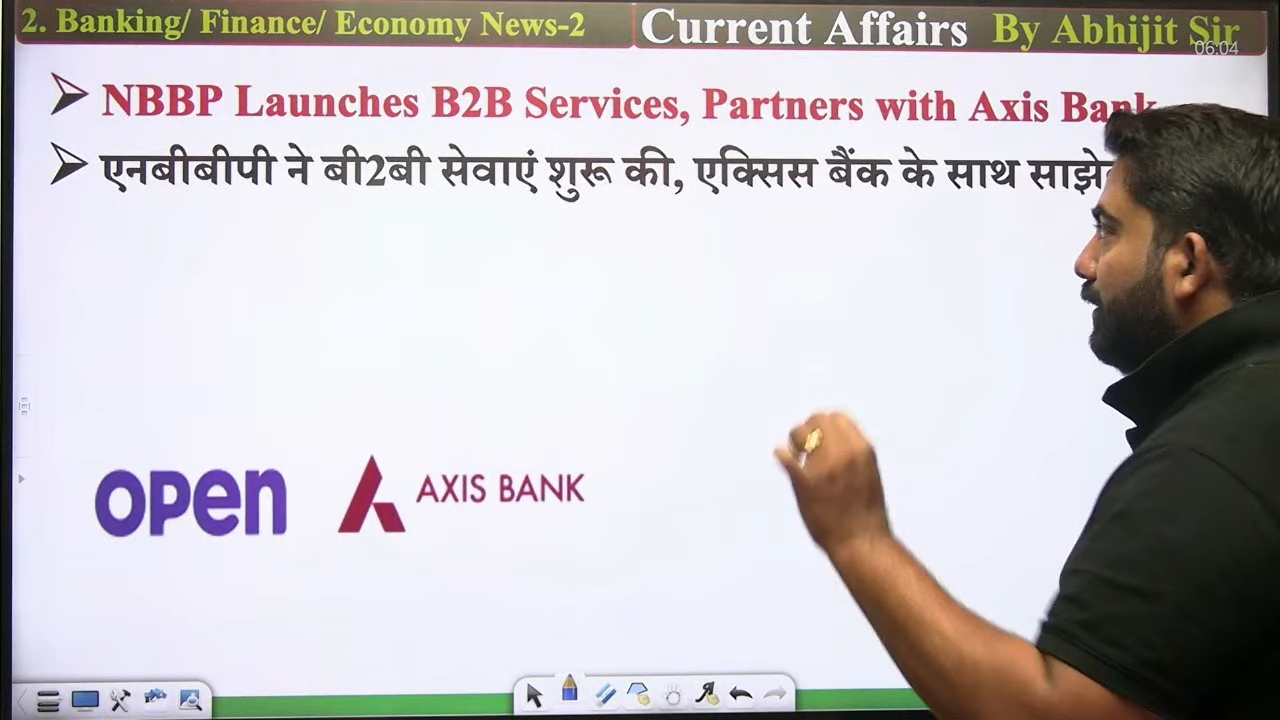 2. Banking/ Finance/ Economy News-2
Current Affairs By Abhijit Sir
06:04
NBBP Launches B2B Services, Partners with Axis Bank
एनबीबीपी ने बी2बी सेवाएं शुरू की, एक्सिस बैंक के साथ
OPEN
AXIS BANK